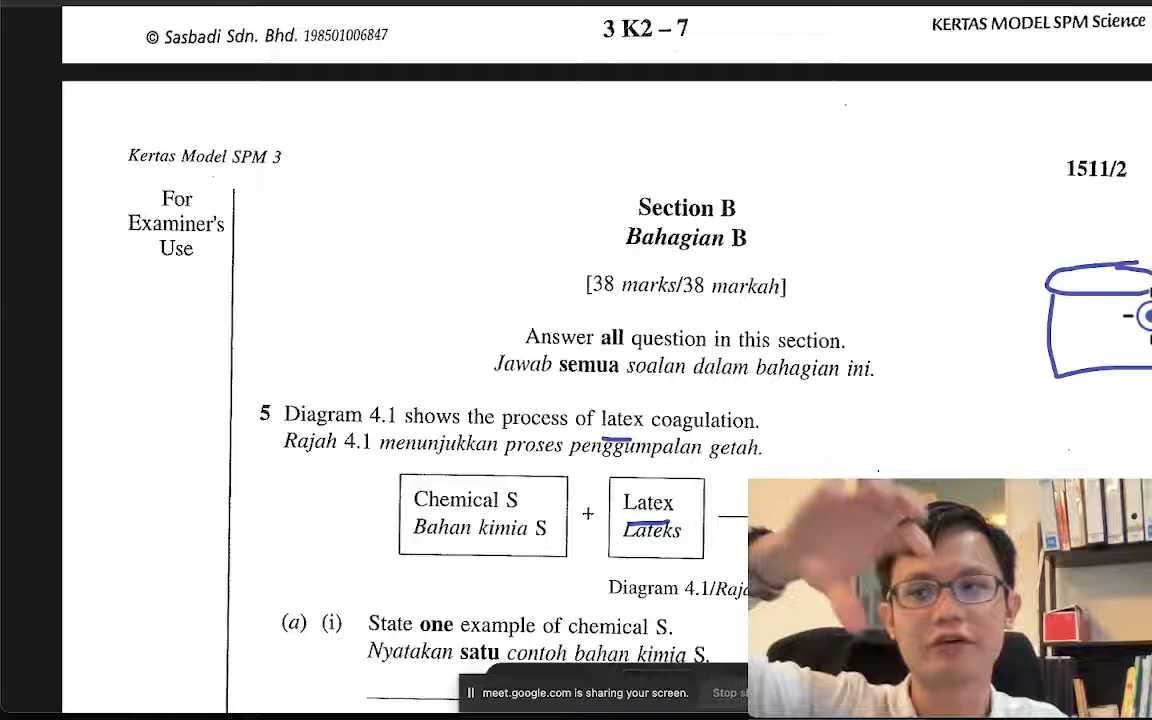 © Sasbadi Sdn. Bhd. 198501006847
3 K2 – 7
KERTAS MODEL SPM Science
Kertas Model SPM 3
1511/2
For
Examiner's
Use
Section B
Bahagian B
[38 marks/38 markah]
Answer all question in this section.
Jawab semua soalan dalam bahagian ini.
5 Diagram 4.1 shows the process of latex coagulation.
Rajah 4.1 menunjukkan proses penggumpalan getah.
Chemical S
Bahan kimia S
+
Latex
Lateks
Diagram 4.1/Raja
(a) (i) State one example of chemical S.
Nyatakan satu contoh bahan kimia S.
meet.google.com is sharing your screen.
Stop